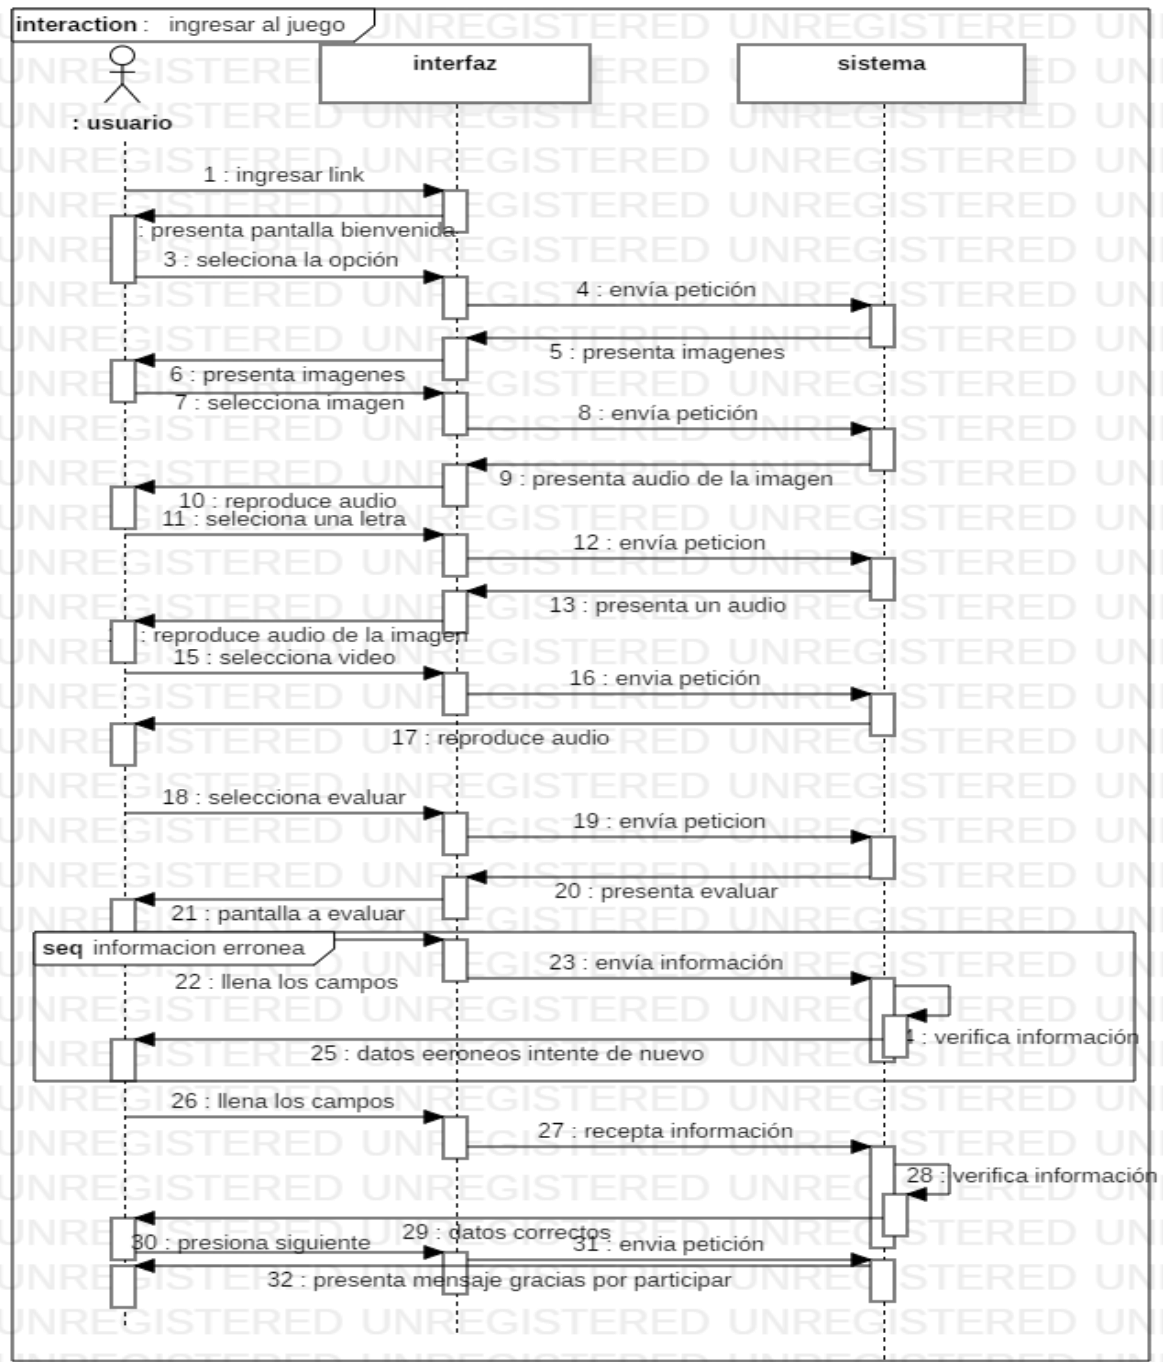 interaction : ingresar al juego
interfaz
sistema
: usuario
1 : ingresar link
: presenta pantalla bienvenida
3 : seleciona la opción
4 : envía petición
5 : presenta imagenes
6 : presenta imagenes
7 : selecciona imagen
8 : envía petición
9 : presenta audio de la imagen
10 : reproduce audio
11 : seleciona una letra
12 : envía peticion
13 : presenta un audio
: reproduce audio de la imagen
15 : selecciona video
16 : envia petición
17 : reproduce audio
18 : selecciona evaluar
19 : envía peticion
20 : presenta evaluar
21 : pantalla a evaluar
seq informacion erronea
23 : envía información
22 : llena los campos
4 : verifica información
25 : datos eeroneos intente de nuevo
26 : llena los campos
27 : recepta información
28 : verifica información
29 : datos correctos
30 : presiona siguiente
31 : envia petición
32 : presenta mensaje gracias por participar
UNREGISTERED